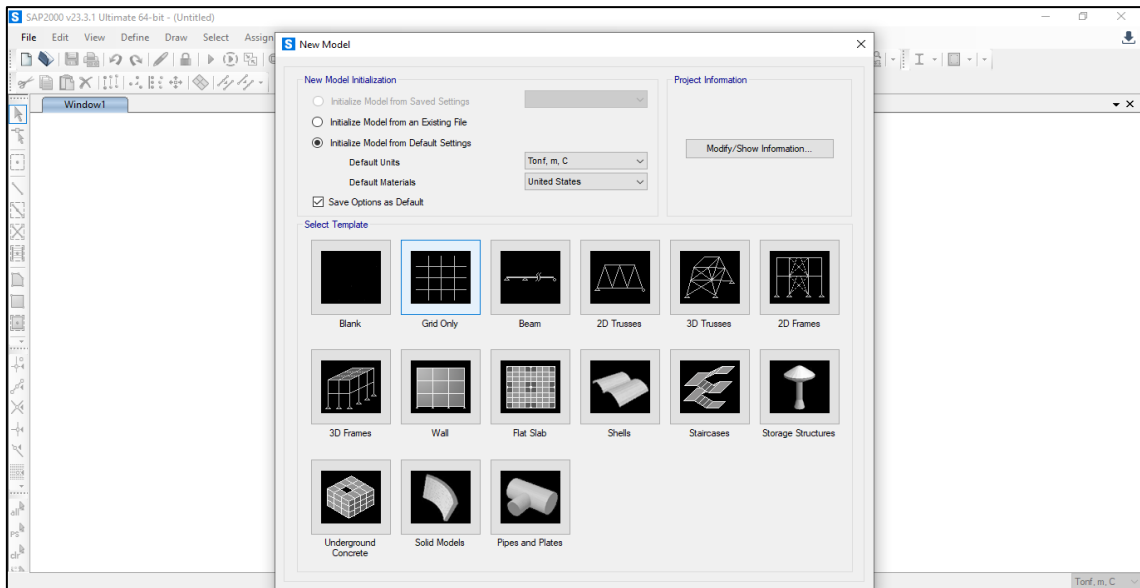 SAP2000 v23.3.1 Ultimate 64-bit - (Untitled)
File Edit View Define Draw Select Assign
New Model
Window1
New Model Initialization
Project Information
Initialize Model from Saved Settings
Initialize Model from an Existing File
Initialize Model from Default Settings
Modify/Show Information...
Default Units
Tonf, m, C
Default Materials
United States
Save Options as Default
Select Template
Blank
Grid Only
Beam
2D Trusses
3D Trusses
2D Frames
3D Frames
Wall
Flat Slab
Shells
Staircases
Storage Structures
Underground
Concrete
Solid Models
Pipes and Plates
all
ps
dr
Tonf, m, C